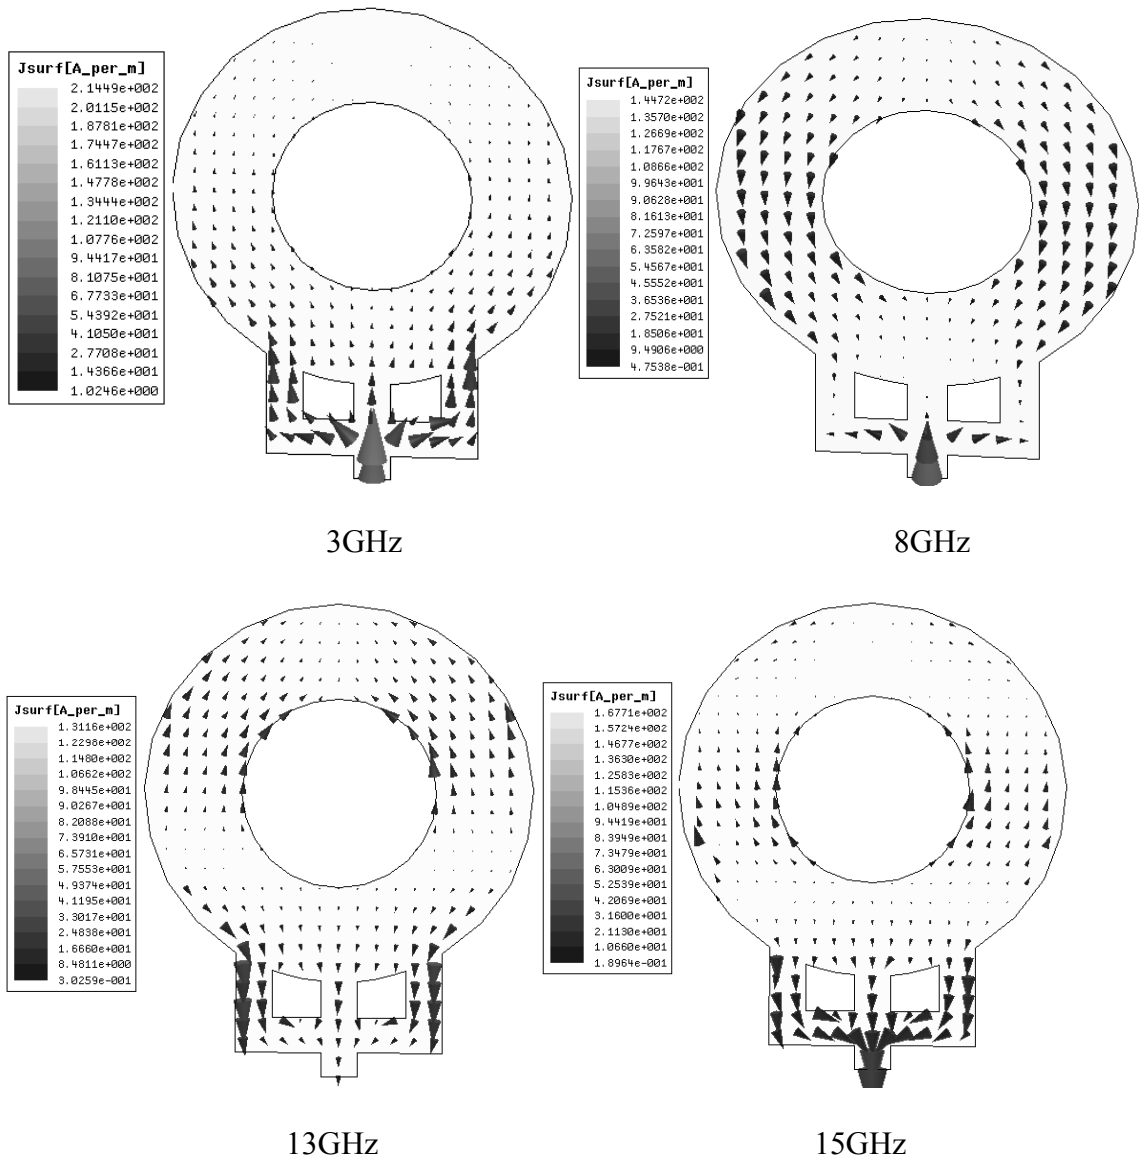 Jsurf[A_per_m]
2.1449e+002
2.0115e+002
1.8781e+002
1.7447e+002
1.6113e+002
1.4778e+002
1.3444e+002
1.2110e+002
1.0776e+002
9.4417e+001
8.1075e+001
6.7733e+001
5.4392e+001
4.1050e+001
2.7708e+001
1.4366e+001
1.0246e+000
3GHz
Jsurf[A_per_m]
1.4472e+002
1.3570e+002
1.2669e+002
1.1767e+002
1.0866e+002
9.9643e+001
9.0628e+001
8.1613e+001
7.2597e+001
6.3582e+001
5.4567e+001
4.5552e+001
3.6536e+001
2.7521e+001
1.8506e+001
9.4906e+000
4.7538e-001
8GHz
Jsurf[A_per_m]
1.3116e+002
1.2298e+002
1.1480e+002
1.0662e+002
9.8445e+001
9.0267e+001
8.2088e+001
7.3910e+001
6.5731e+001
5.7553e+001
4.9374e+001
4.1195e+001
3.3017e+001
2.4838e+001
1.6660e+001
8.4811e+000
3.0259e-001
13GHz
Jsurf[A_per_m]
1.6771e+002
1.5724e+002
1.4677e+002
1.3630e+002
1.2583e+002
1.1536e+002
1.0489e+002
9.4419e+001
8.3949e+001
7.3479e+001
6.3009e+001
5.2539e+001
4.2069e+001
3.1600e+001
2.1130e+001
1.0660e+001
1.8964e-001
15GHz